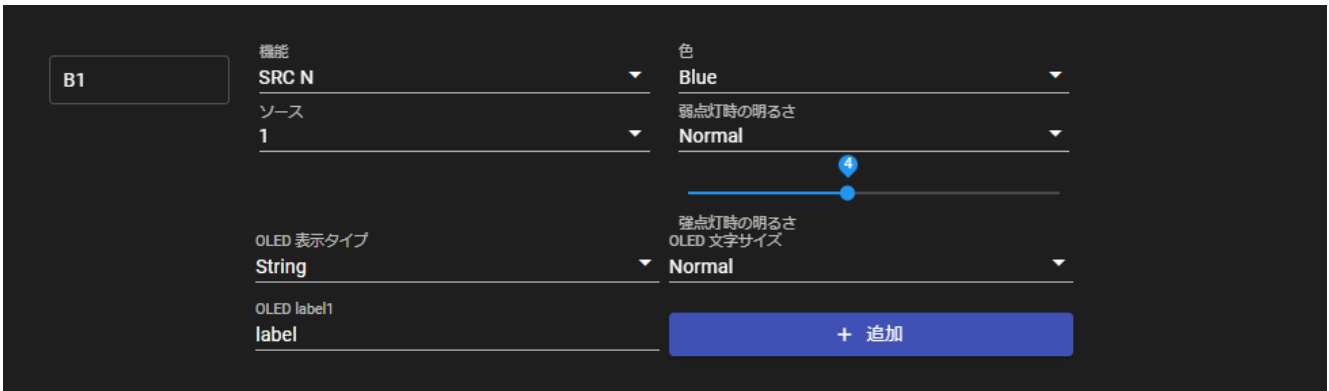 B1
機能
SRC N
色
Blue
ソース
1
弱点灯時の明るさ
Normal
4
強点灯時の明るさ
OLED 表示タイプ
String
OLED 文字サイズ
Normal
OLED label1
label
+ 追加